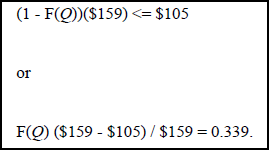 (1 - F(Q))($159) <= $105
or
F(Q) ($159 - $105) / $159 = 0.339.